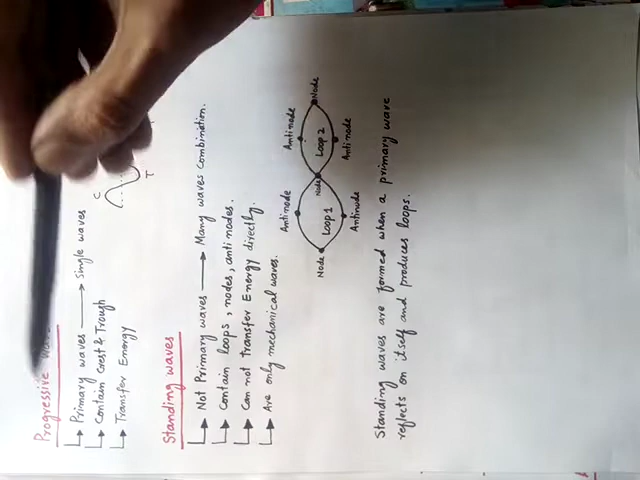 Progressive
Primary waves → Single waves
Contain Crest & Trough
Transfer Energy
C
T
Standing waves
Not Primary waves → Many waves Combination.
Contain loops, nodes, anti nodes.
Can not transfer Energy directly.
Are only mechanical waves.
Antinode
Antinode
Node
Loop 1
Node
Loop 2
Node
Antinode
Antinode
Standing waves are formed when a primary wave
reflects on itself and produces loops.